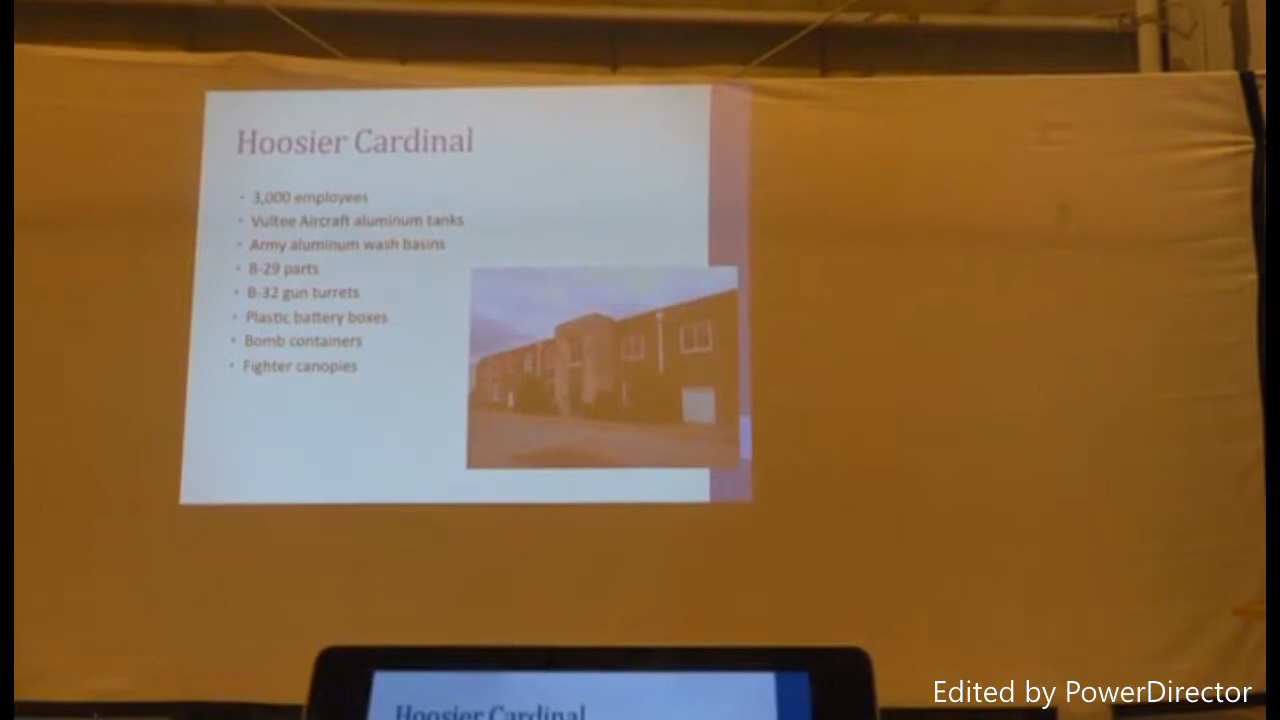 Hoosier Cardinal
• 3,000 employees
• Vultee Aircraft aluminum tanks
• Army aluminum wash basins
• B-29 parts
• B-32 gun turrets
• Plastic battery boxes
• Bomb containers
• Fighter canopies
Hoosier Cardinal
Edited by PowerDirector